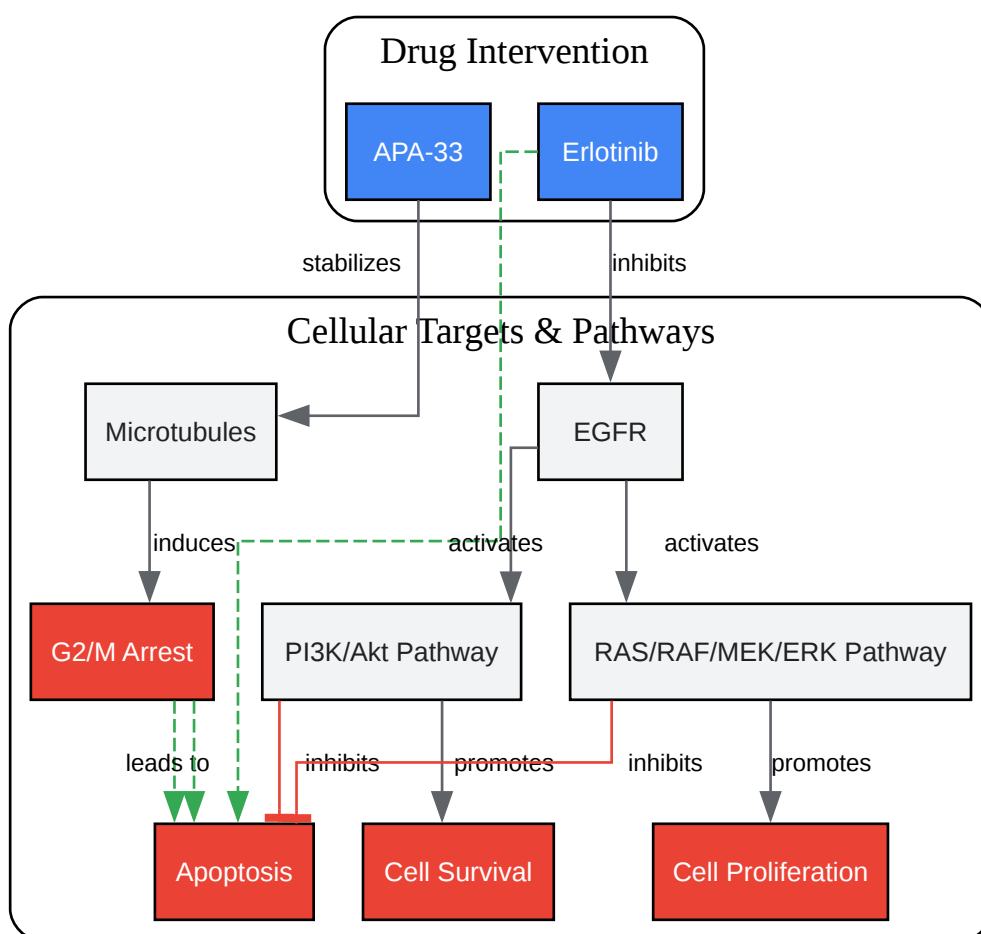 Drug Intervention
APA-33
Erlotinib
stabilizes
inhibits
Cellular Targets & Pathways
Microtubules
EGFR
induces
activates
activates
G2/M Arrest
PI3K/Akt Pathway
RAS/RAF/MEK/ERK Pathway
leads to
inhibits
promotes
inhibits
promotes
Apoptosis
Cell Survival
Cell Proliferation